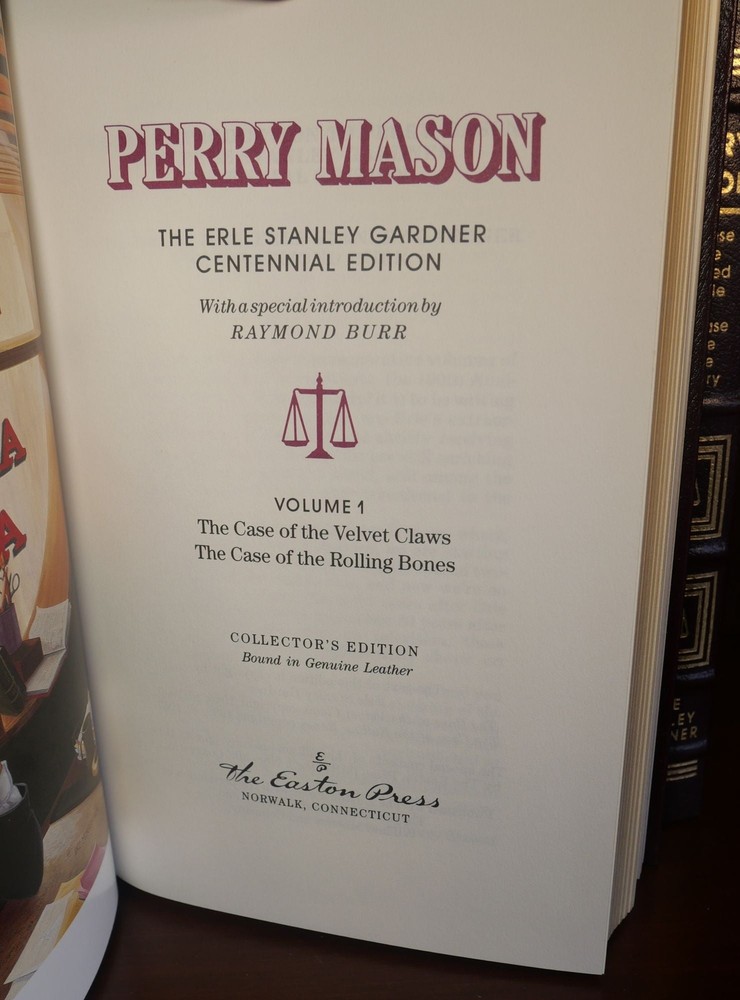 PERRY MASON
THE ERLE STANLEY GARDNER
CENTENNIAL EDITION
With a special introduction by
RAYMOND BURR
VOLUME 1
The Case of the Velvet Claws
The Case of the Rolling Bones
COLLECTOR'S EDITION
Bound in Genuine Leather
EP
The Easton Press
NORWALK, CONNECTICUT